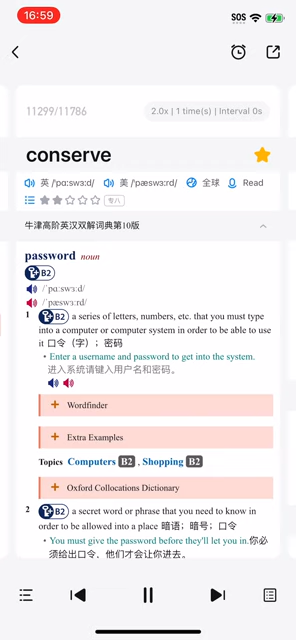 16:59
SOS
11299/11786
2.0x | 1 time(s) | Interval 0s
conserve
英 /'pɑːswɜːd/ 美 /'pæswɜːrd/ 全球 Read
专八
牛津高阶英汉双解词典第10版
password noun
B2
/ˈpɑːswɜːd/
/ˈpæswɜːrd/
1 B2 a series of letters, numbers, etc. that you must type
into a computer or computer system in order to be able to use
it 口令（字）；密码
• Enter a username and password to get into the system.
进入系统请键入用户名和密码。
+ Wordfinder
+ Extra Examples
Topics Computers B2 , Shopping B2
+ Oxford Collocations Dictionary
2 B2 a secret word or phrase that you need to know in
order to be allowed into a place 暗语；暗号；口令
• You must give the password before they'll let you in.你必
须给出口令，他们才会让你进去。